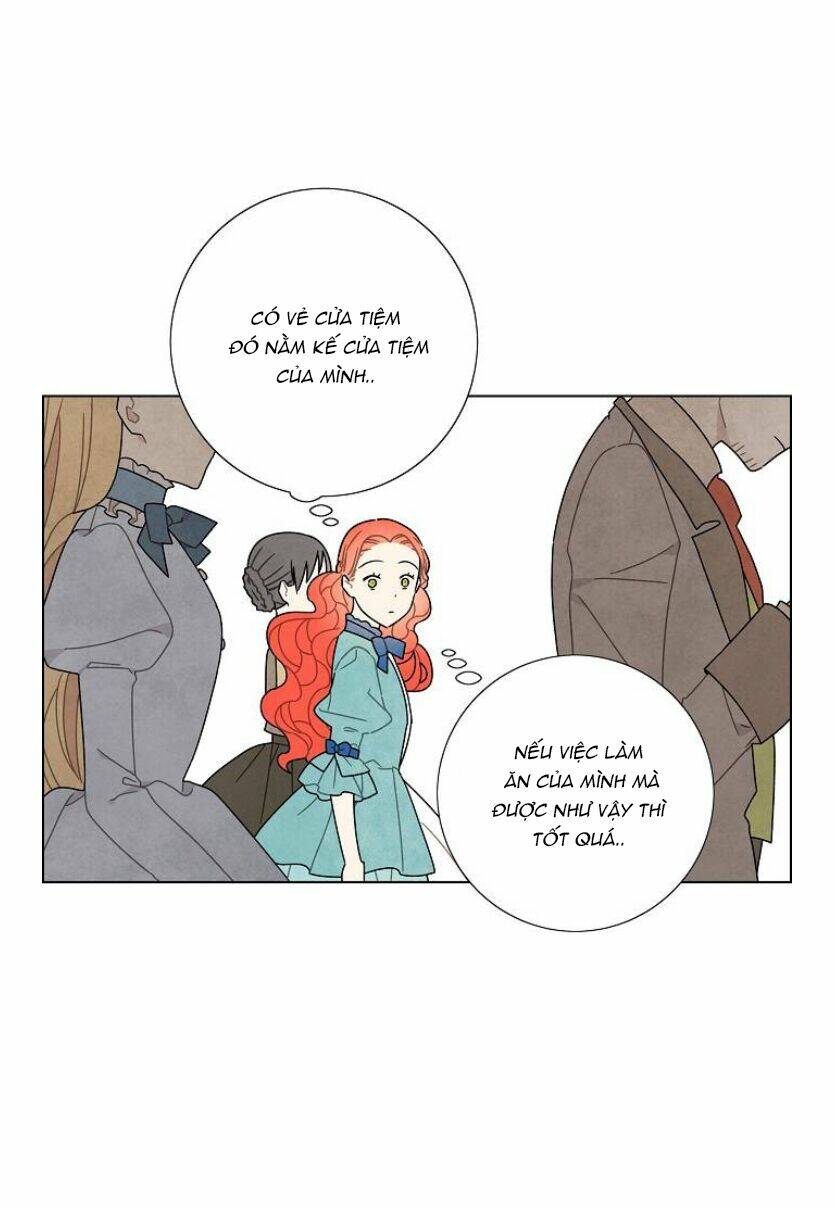 CÓ VẺ CỬA TIỆM
ĐÓ NẰM KẾ CỬA TIỆM
CỦA MÌNH..
NẾU VIỆC LÀM
ĂN CỦA MÌNH MÀ
ĐƯỢC NHƯ VẬY THÌ
TỐT QUÁ..